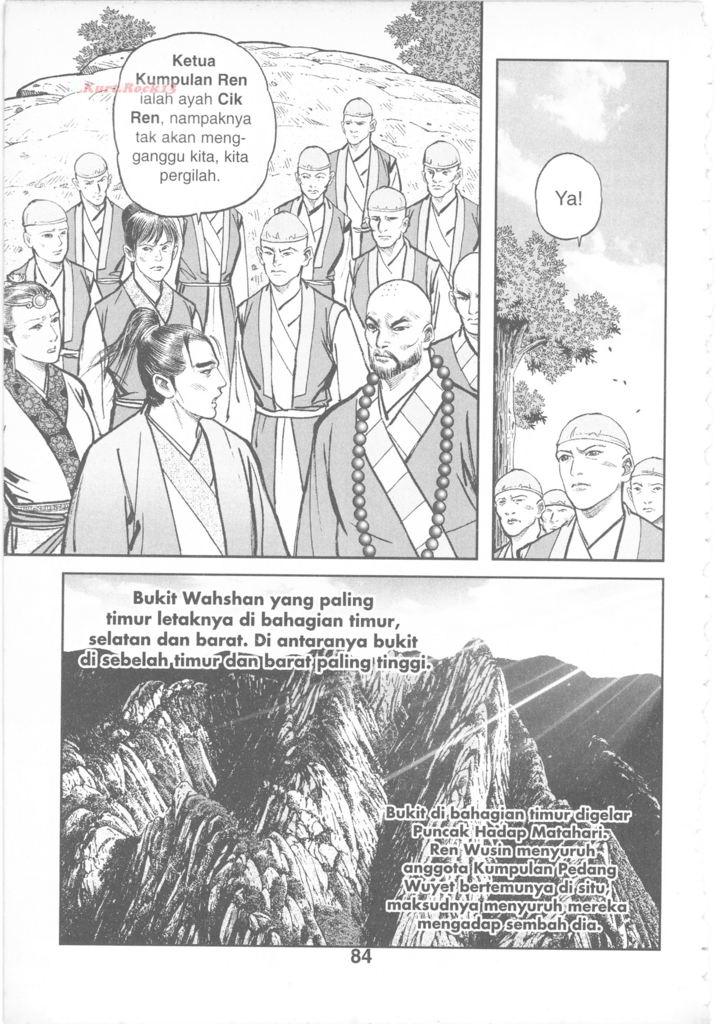 Ketua
Kumpulan Ren
ialah ayah Cik
Ren, nampaknya
tak akan meng-
ganggu kita, kita
pergilah.
Ya!
Bukit Wahshan yang paling
timur letaknya di bahagian timur,
selatan dan barat. Di antaranya bukit
di sebelah timur dan barat paling tinggi.
Bukit di bahagian timur digelar
Puncak Hadap Matahari.
Ren Wusin menyuruh
anggota Kumpulan Pedang
Wuyet bertemunya di situ,
maksudnya menyuruh mereka
mengadap sembah dia.
84